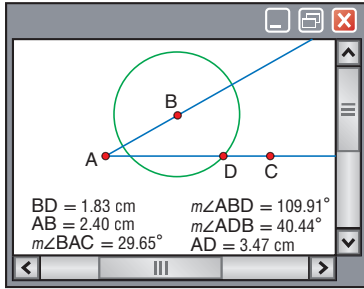 B
A
D
C
BD = 1.83 cm
AB = 2.40 cm
m∠BAC = 29.65°
m∠ABD = 109.91°
m∠ADB = 40.44°
AD = 3.47 cm